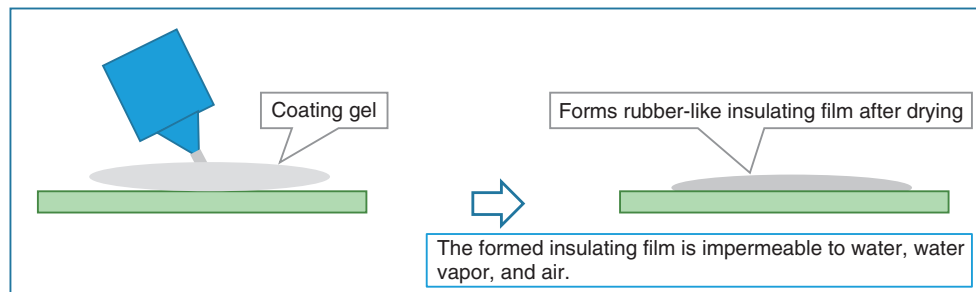 Coating gel
Forms rubber-like insulating film after drying
The formed insulating film is impermeable to water, water
vapor, and air.